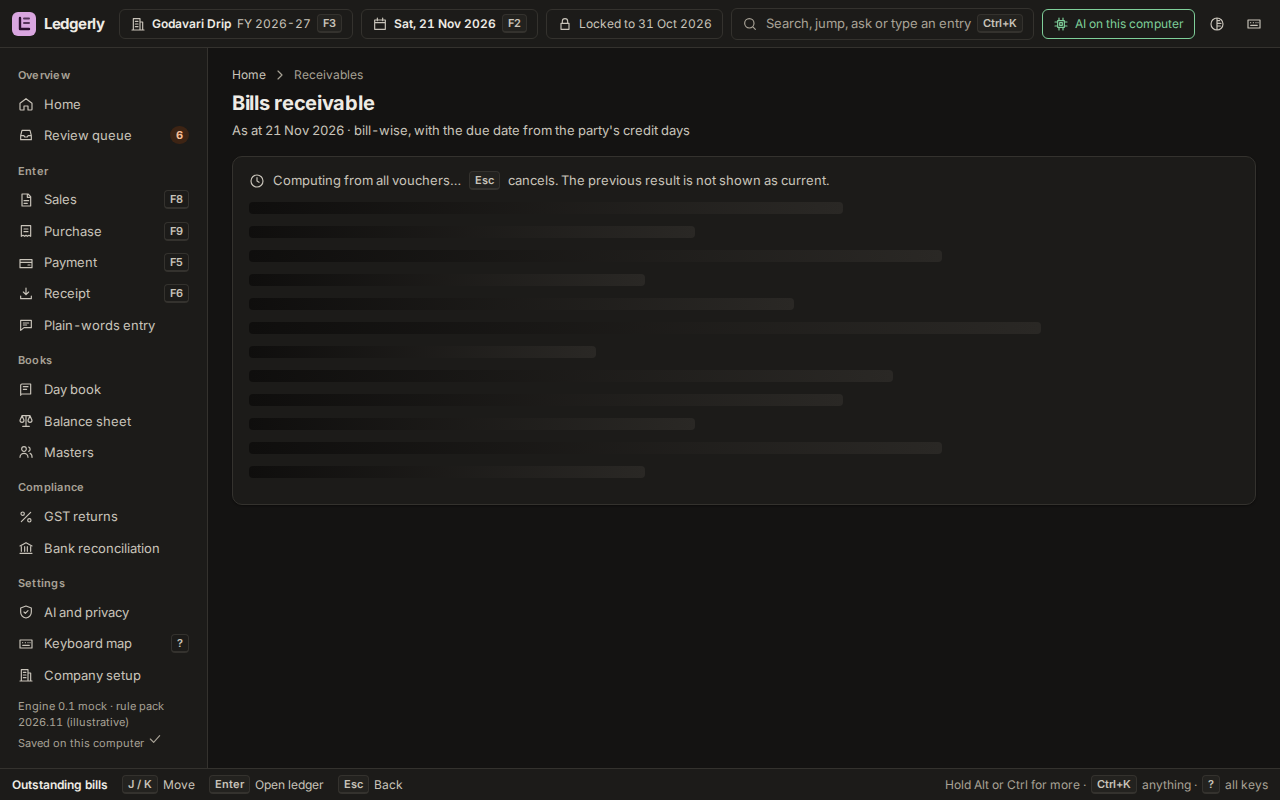 Ledgerly
Godavari Drip FY 2026-27 F3
Sat, 21 Nov 2026 F2
Locked to 31 Oct 2026
Search, jump, ask or type an entry Ctrl+K
AI on this computer
Overview
Home
Review queue 6
Enter
Sales F8
Purchase F9
Payment F5
Receipt F6
Plain-words entry
Books
Day book
Balance sheet
Masters
Compliance
GST returns
Bank reconciliation
Settings
AI and privacy
Keyboard map ?
Company setup
Engine 0.1 mock · rule pack
2026.11 (illustrative)
Saved on this computer
Home Receivables
Bills receivable
As at 21 Nov 2026 · bill-wise, with the due date from the party's credit days
Computing from all vouchers... Esc cancels. The previous result is not shown as current.
Outstanding bills J / K Move Enter Open ledger Esc Back
Hold Alt or Ctrl for more · Ctrl+K anything · ? all keys